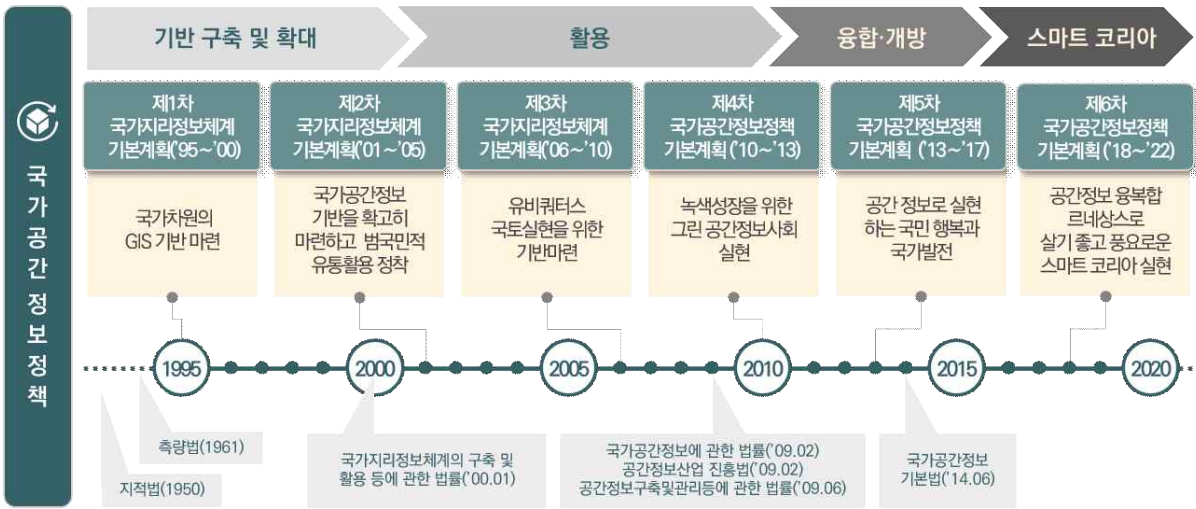 국가공간정보정책
기반 구축 및 확대
활용
융합·개방
스마트 코리아
제1차
국가지리정보체계
기본계획('95~'00)
제2차
국가지리정보체계
기본계획('01~'05)
제3차
국가지리정보체계
기본계획('06~'10)
제4차
국가공간정보정책
기본계획 ('10~'13)
제5차
국가공간정보정책
기본계획 ('13~'17)
제6차
국가공간정보정책
기본계획 ('18~'22)
국가차원의
GIS 기반 마련
국가공간정보
기반을 확고히
마련하고 범국민적
유통활용 정착
유비쿼터스
국토실현을 위한
기반마련
녹색성장을 위한
그린 공간정보사회
실현
공간 정보로 실현
하는 국민 행복과
국가발전
공간정보 융복합
르네상스로
살기 좋고 풍요로운
스마트 코리아 실현
1995
2000
2005
2010
2015
2020
측량법(1961)
지적법(1950)
국가지리정보체계의 구축 및
활용 등에 관한 법률('00.01)
국가공간정보에 관한 법률('09.02)
공간정보산업 진흥법('09.02)
공간정보구축및관리등에 관한 법률('09.06)
국가공간정보
기본법('14.06)